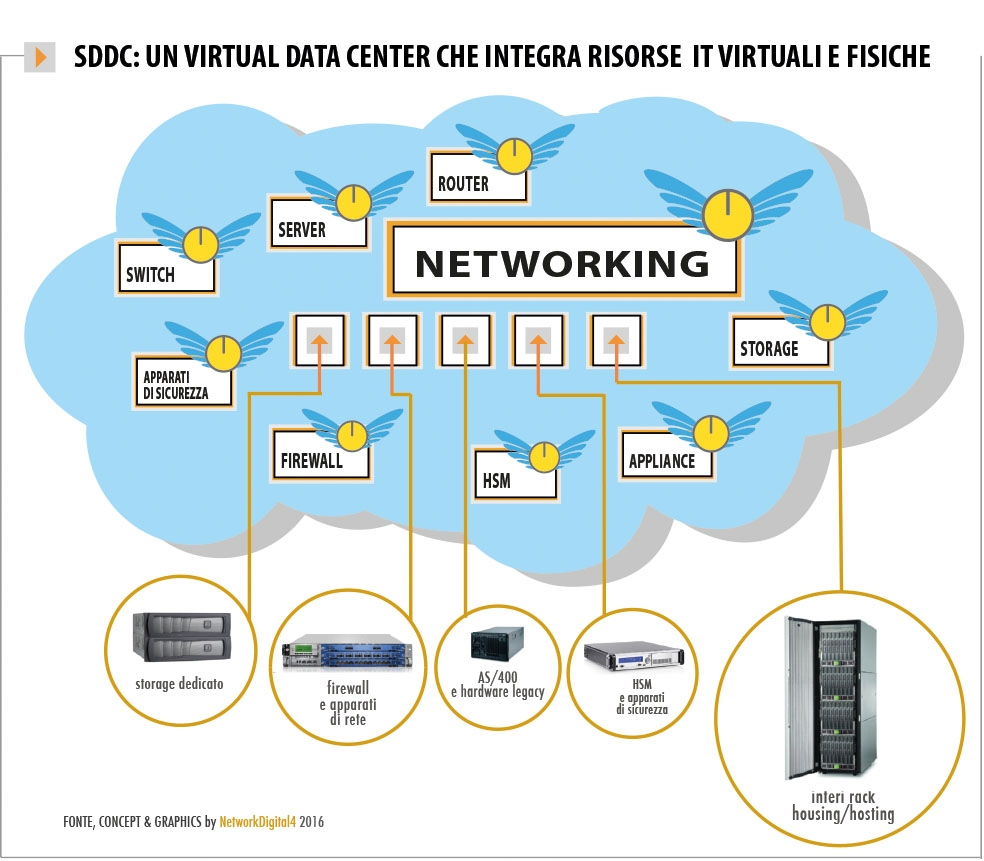 SDDC: UN VIRTUAL DATA CENTER CHE INTEGRA RISORSE IT VIRTUALI E FISICHE
ROUTER
SERVER
SWITCH
NETWORKING
STORAGE
APPARATI
DI SICUREZZA
FIREWALL
HSM
APPLIANCE
storage dedicato
firewall
e apparati
di rete
AS/400
e hardware legacy
HSM
e apparati
di sicurezza
interi rack
housing/hosting
FONTE, CONCEPT & GRAPHICS by NetworkDigital4 2016